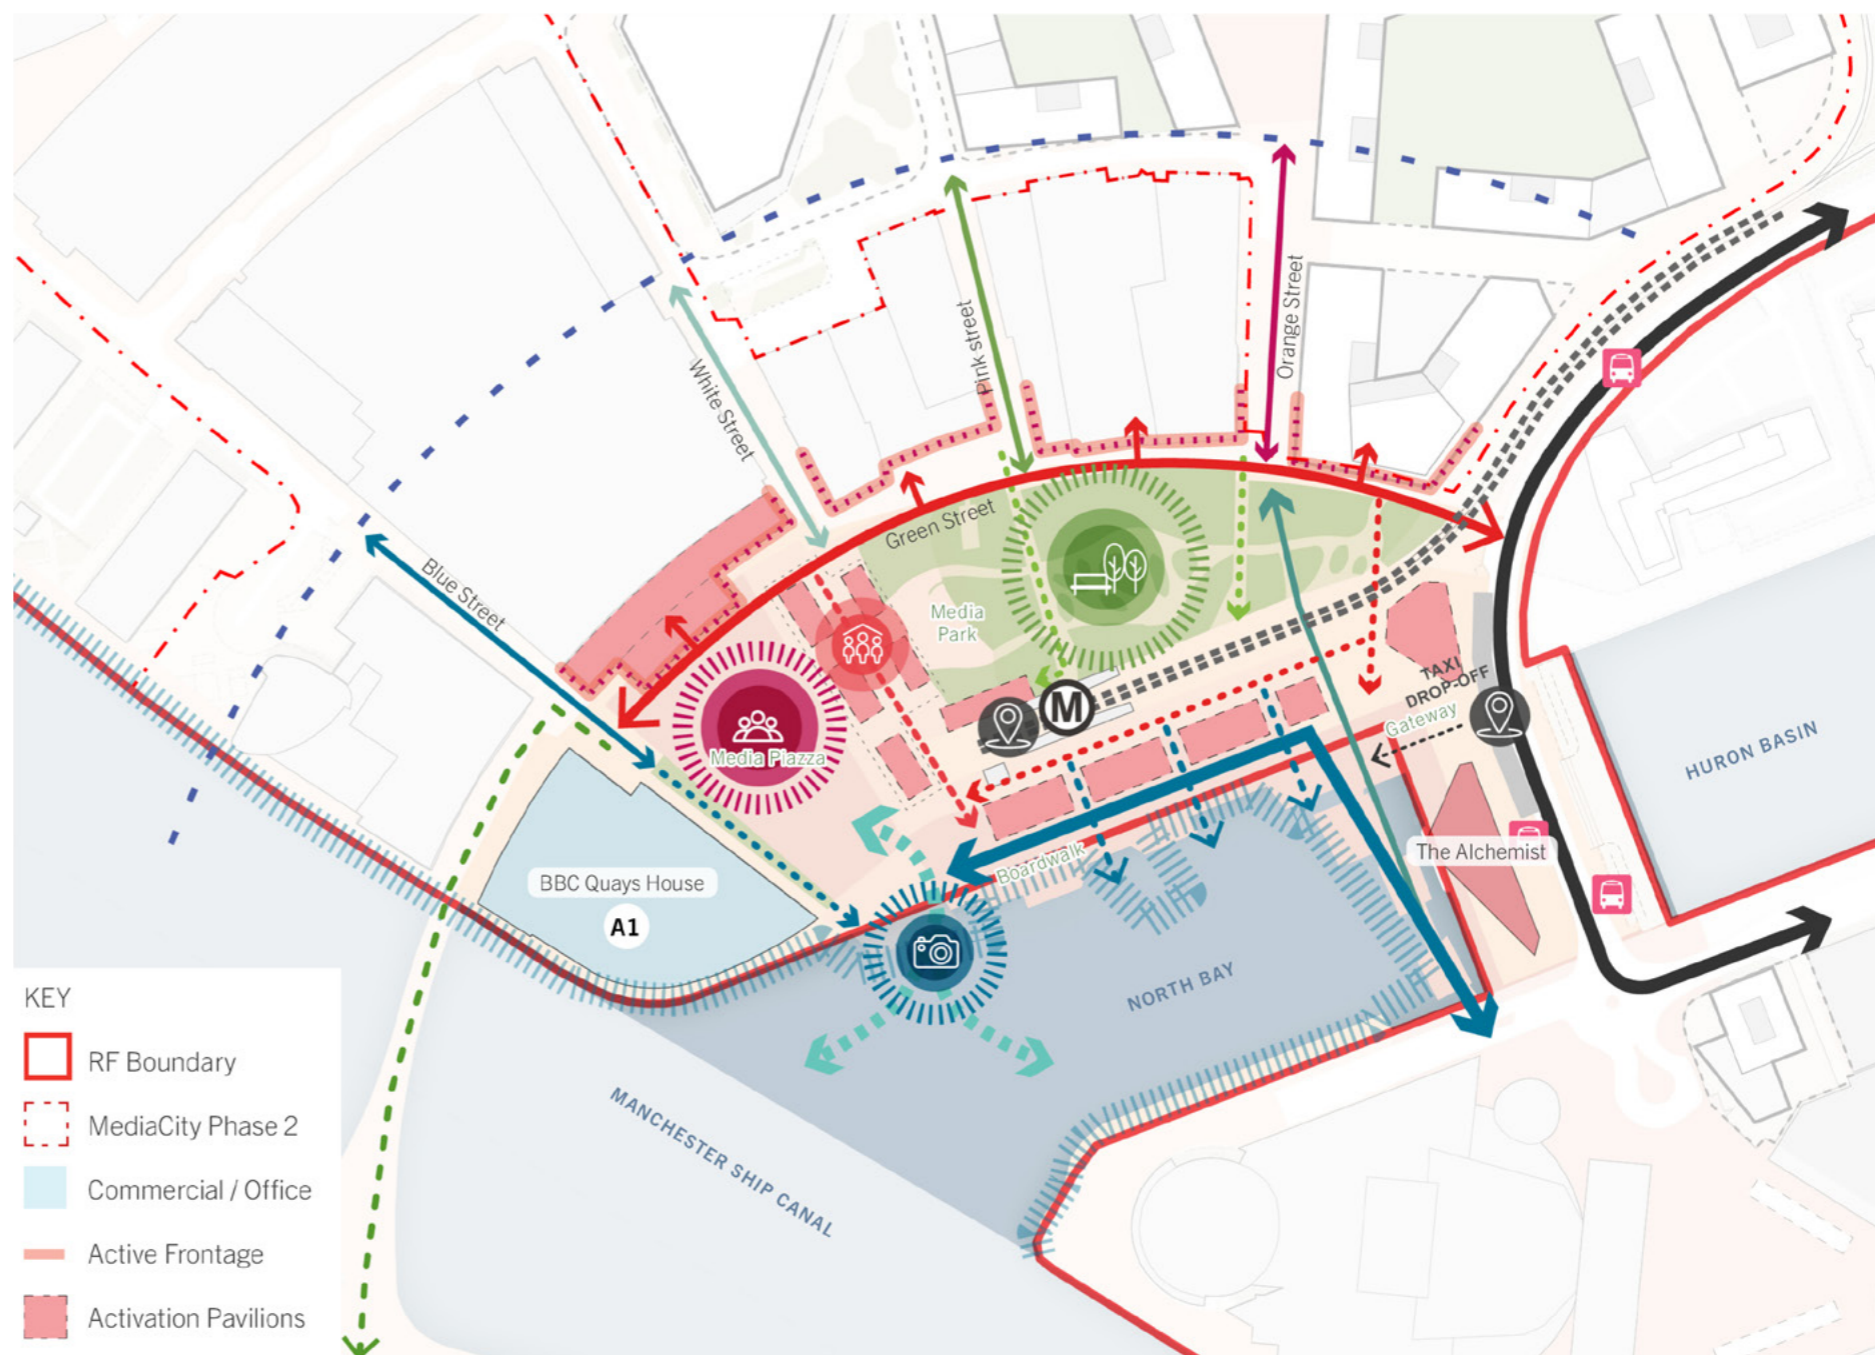 Orange Street
Pink street
White Street
Green Street
Blue Street
Media
Park
M
TAXI
DROP-OFF
Gateway
HURON BASIN
Media Piazza
The Alchemist
Boardwalk
BBC Quays House
A1
NORTH BAY
MANCHESTER SHIP CANAL
KEY
RF Boundary
MediaCity Phase 2
Commercial / Office
Active Frontage
Activation Pavilions